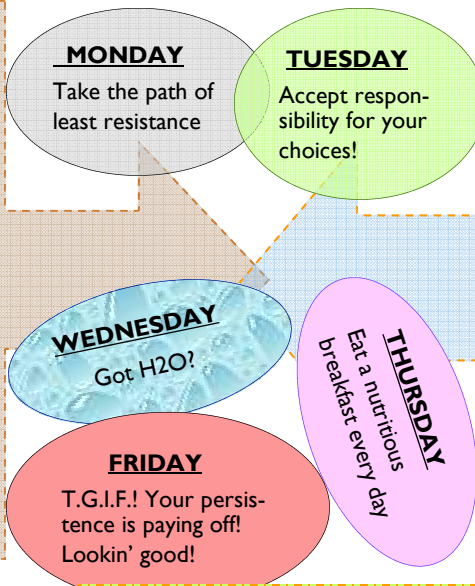 MONDAY
Take the path of
least resistance
TUESDAY
Accept respon-
sibility for your
choices!
WEDNESDAY
Got H2O?
THURSDAY
Eat a nutritious
breakfast every day
FRIDAY
T.G.I.F.! Your persis-
tence is paying off!
Lookin’ good!